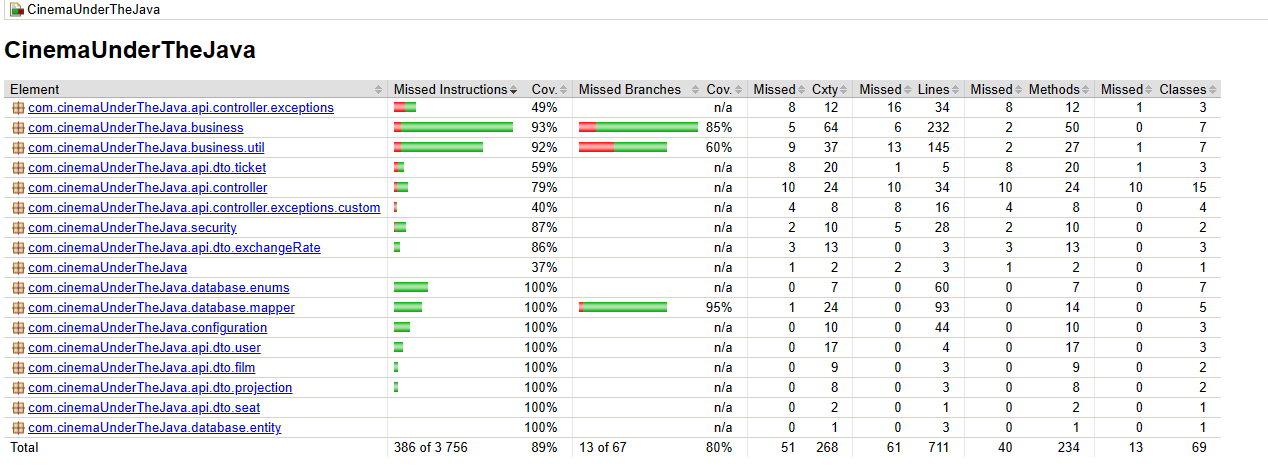 CinemaUnderTheJava
CinemaUnderTheJava
Element Missed Instructions Cov. Missed Branches Cov. Missed Cxty Missed Lines Missed Methods Missed Classes
com.cinemaUnderTheJava.api.controller.exceptions 49% n/a 8 12 16 34 8 12 1 3
com.cinemaUnderTheJava.business 93% 85% 5 64 6 232 2 50 0 7
com.cinemaUnderTheJava.business.util 92% 60% 9 37 13 145 2 27 1 7
com.cinemaUnderTheJava.api.dto.ticket 59% n/a 8 20 1 5 8 20 1 3
com.cinemaUnderTheJava.api.controller 79% n/a 10 24 10 34 10 24 10 15
com.cinemaUnderTheJava.api.controller.exceptions.custom 40% n/a 4 8 8 16 4 8 0 4
com.cinemaUnderTheJava.security 87% n/a 2 10 5 28 2 10 0 2
com.cinemaUnderTheJava.api.dto.exchangeRate 86% n/a 3 13 0 3 3 13 0 3
com.cinemaUnderTheJava 37% n/a 1 2 2 3 1 2 0 1
com.cinemaUnderTheJava.database.enums 100% n/a 0 7 0 60 0 7 0 7
com.cinemaUnderTheJava.database.mapper 100% 95% 1 24 0 93 0 14 0 5
com.cinemaUnderTheJava.configuration 100% n/a 0 10 0 44 0 10 0 3
com.cinemaUnderTheJava.api.dto.user 100% n/a 0 17 0 4 0 17 0 3
com.cinemaUnderTheJava.api.dto.film 100% n/a 0 9 0 3 0 9 0 2
com.cinemaUnderTheJava.api.dto.projection 100% n/a 0 8 0 3 0 8 0 2
com.cinemaUnderTheJava.api.dto.seat 100% n/a 0 2 0 1 0 2 0 1
com.cinemaUnderTheJava.database.entity 100% n/a 0 1 0 3 0 1 0 1
Total 386 of 3 756 89% 13 of 67 80% 51 268 61 711 40 234 13 69